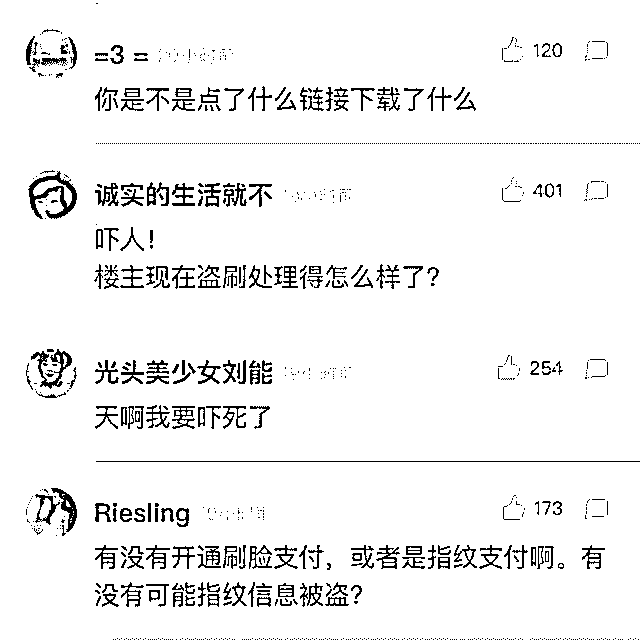 =3 =
120
你是不是点了什么链接下载了什么
诚实的生活就不
401
吓人!
楼主现在盗刷处理得怎么样了?
光头美少女刘能
254
天啊我要吓死了
Riesling
173
有没有开通刷脸支付，或者是指纹支付啊。有
没有可能指纹信息被盗?